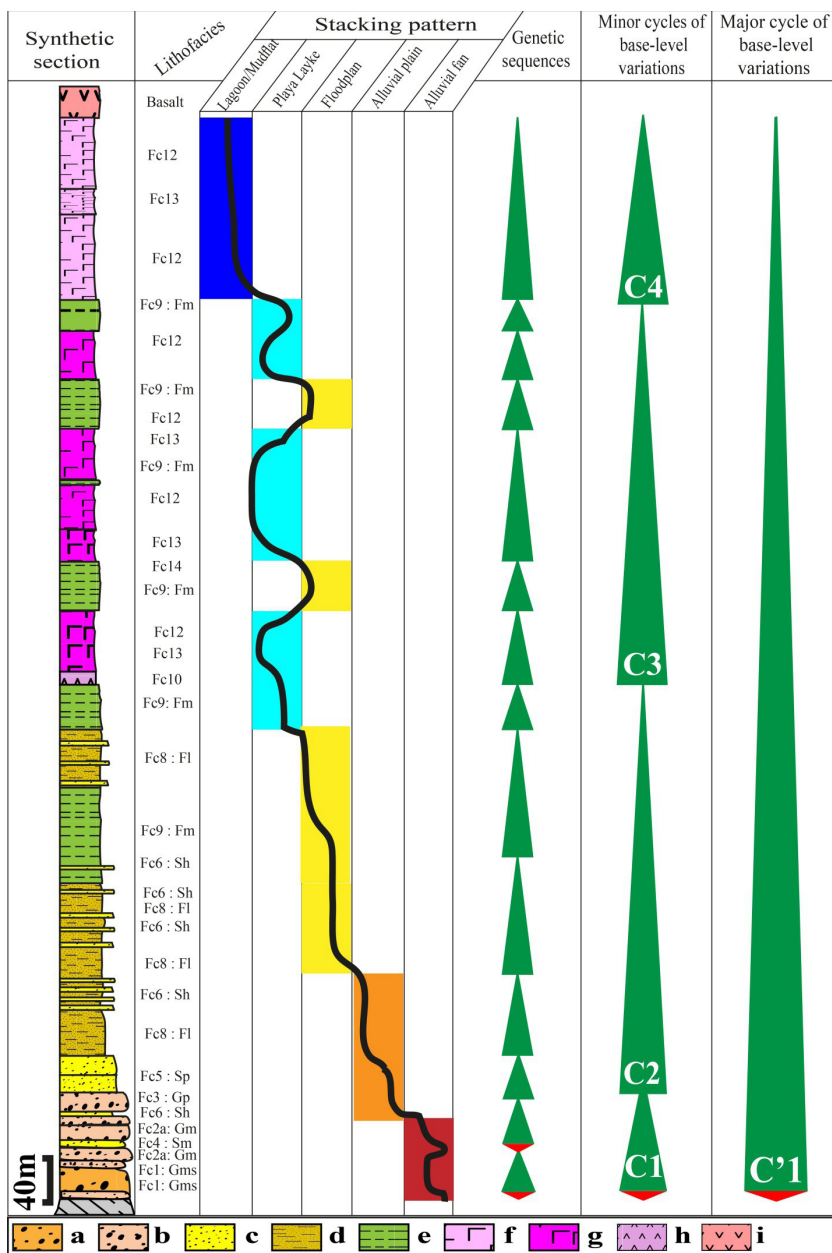 Synthetic
section
Lithofacies
Stacking pattern
Lagoon/Mudflat
Playa Layke
Floodplan
Alluvial plain
Alluvial fan
Genetic
sequences
Minor cycles of
base-level
variations
Major cycle of
base-level
variations
Basalt
Fc12
Fc13
Fc12
Fc9 : Fm
Fc12
Fc9 : Fm
Fc12
Fc13
Fc9 : Fm
Fc12
Fc13
Fc14
Fc9: Fm
Fc12
Fc13
Fc10
Fc9: Fm
Fc8 : Fl
Fc9 : Fm
Fc6 : Sh
Fc6 : Sh
Fc8 : Fl
Fc6 : Sh
Fc8 : Fl
Fc6 : Sh
Fc8 : Fl
Fc5 : Sp
Fc3 : Gp
Fc6 : Sh
Fc2a: Gm
Fc4 : Sm
Fc2a: Gm
Fc1: Gms
Fc1: Gms
C4
C3
C2
C1
C'1
40m
a b c d e f g h i